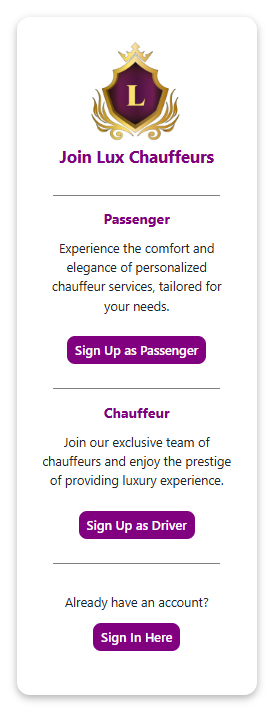 L
Join Lux Chauffeurs
Passenger
Experience the comfort and
elegance of personalized
chauffeur services, tailored for
your needs.
Sign Up as Passenger
Chauffeur
Join our exclusive team of
chauffeurs and enjoy the prestige
of providing luxury experience.
Sign Up as Driver
Already have an account?
Sign In Here